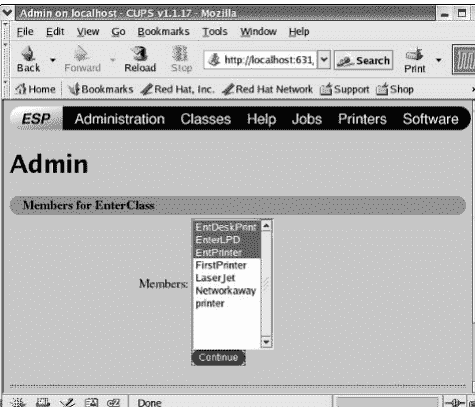 Admin on localhost - CUPS v1.1.17 - Mozilla
File Edit View Go Bookmarks Tools Window Help
Back Forward Reload Stop http://localhost:631, Search Print
Home Bookmarks Red Hat, Inc. Red Hat Network Support Shop
ESP Administration Classes Help Jobs Printers Software
Admin
Members for EnterClass
EntDeskPrint
EnterLPD
EntPrinter
FirstPrinter
LaserJet
Members: Networkaway
printer
Continue
Done